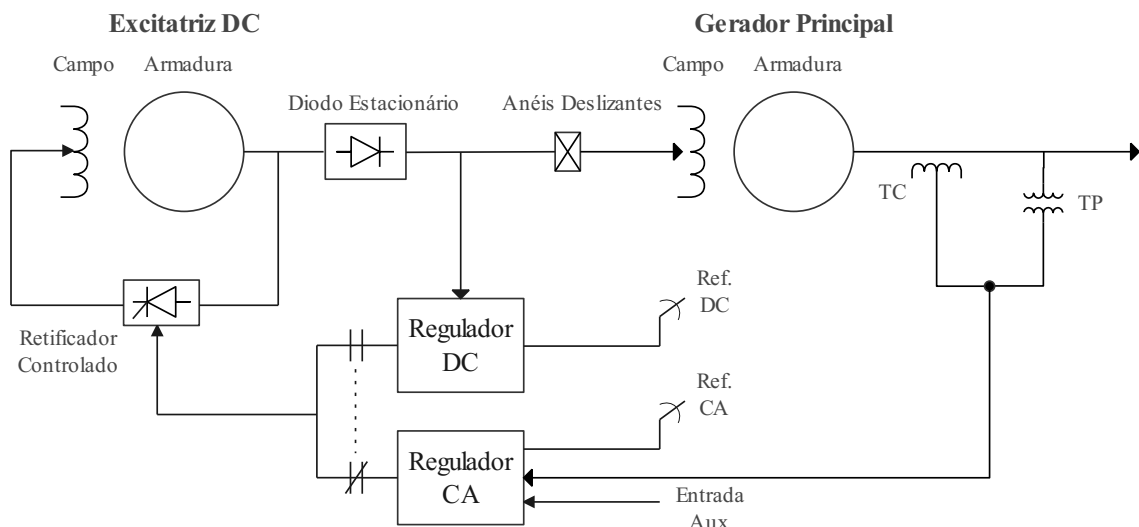 Excitatriz DC
Gerador Principal
Campo
Armadura
Campo
Armadura
Diodo Estacionário
Anéis Deslizantes
TC
TP
Ref.
DC
Regulador
DC
Retificador
Controlado
Ref.
CA
Regulador
CA
Entrada
Aux.